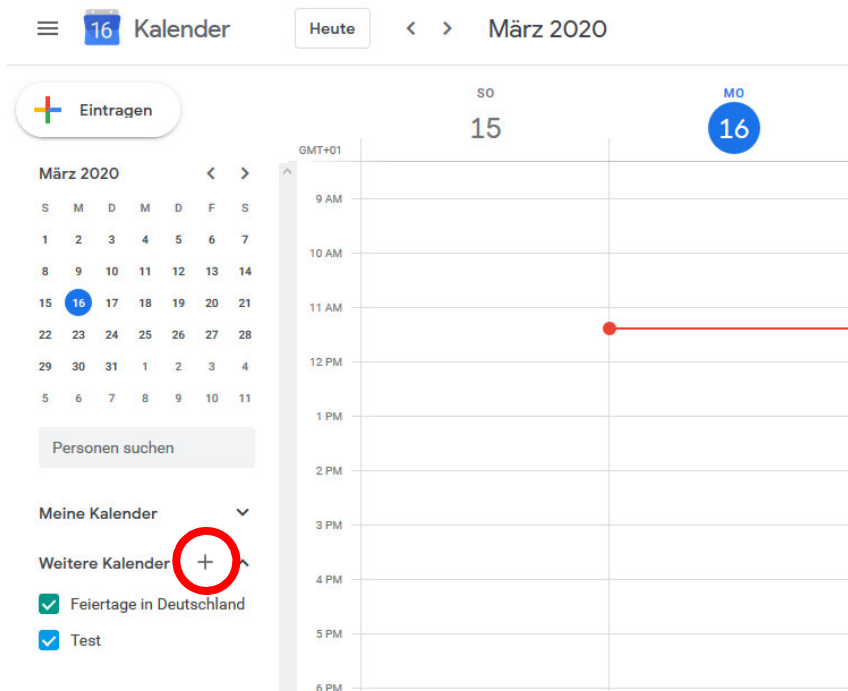 16 Kalender Heute März 2020
Eintragen
SO MO
15 16
GMT+01
März 2020
S M D M D F S
1 2 3 4 5 6 7
8 9 10 11 12 13 14
15 16 17 18 19 20 21
22 23 24 25 26 27 28
29 30 31 1 2 3 4
5 6 7 8 9 10 11
Personen suchen
Meine Kalender
Weitere Kalender
Feiertage in Deutschland
Test
9 AM
10 AM
11 AM
12 PM
1 PM
2 PM
3 PM
4 PM
5 PM
6 PM